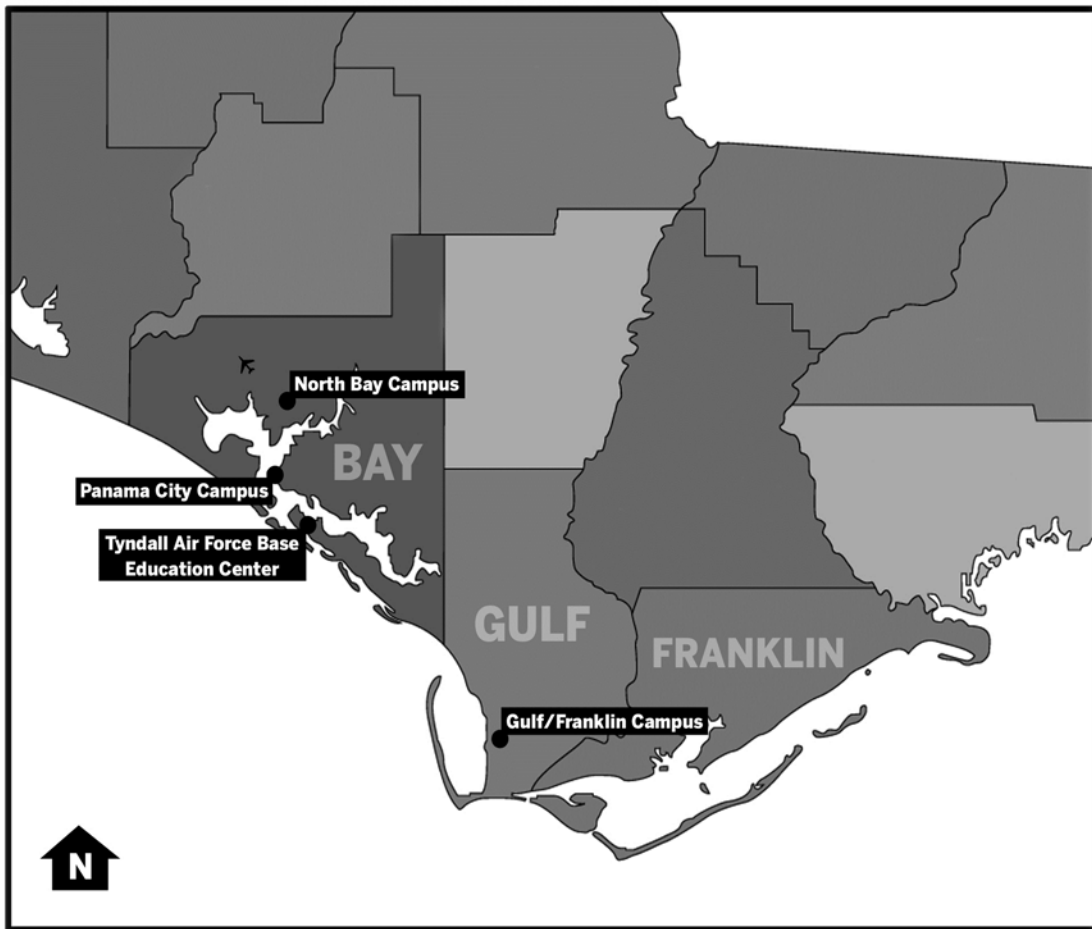 North Bay Campus
BAY
Panama City Campus
Tyndall Air Force Base
Education Center
GULF
FRANKLIN
Gulf/Franklin Campus
N